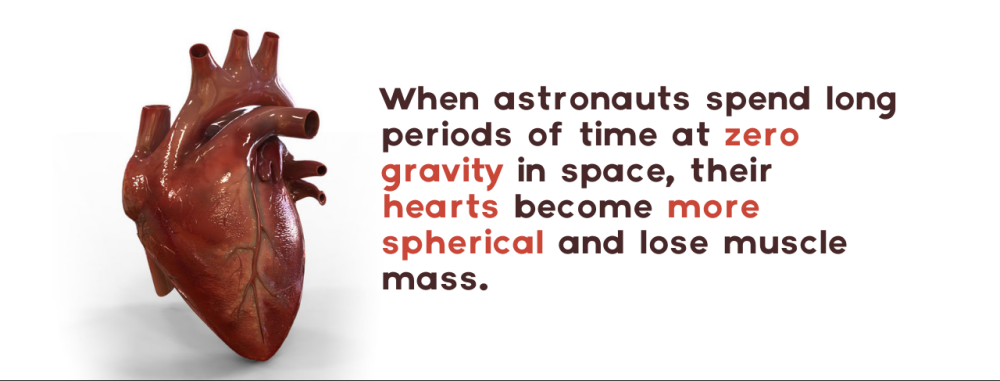 When astronauts spend long
periods of time at zero
gravity in space, their
hearts become more
spherical and lose muscle
mass.